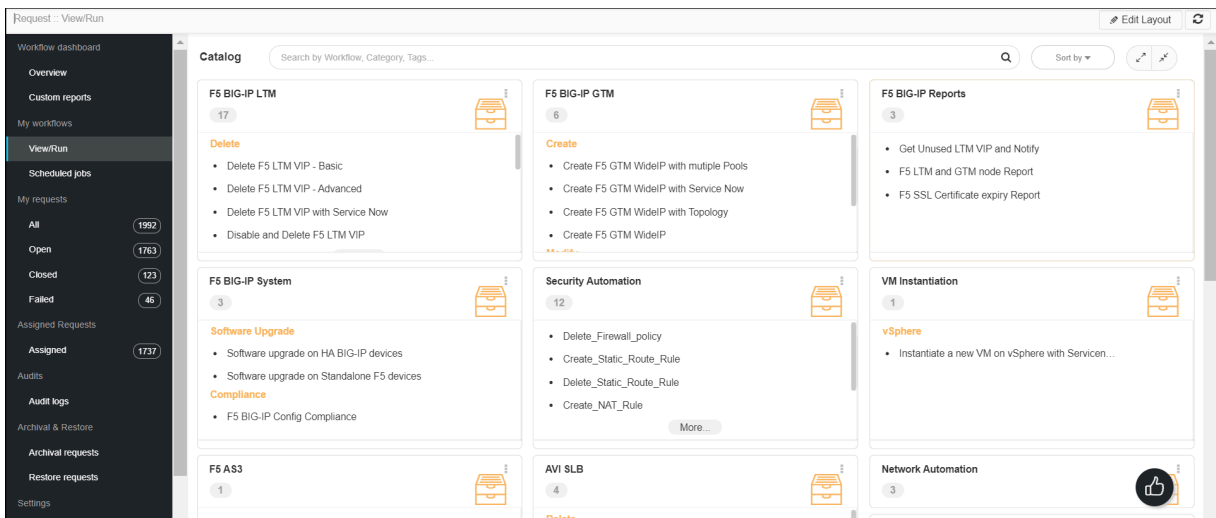 Request :: View/Run
Edit Layout
Workflow dashboard
Overview
Custom reports
My workflows
View/Run
Scheduled jobs
My requests
All 1992
Open 1763
Closed 123
Failed 46
Assigned Requests
Assigned 1737
Audits
Audit logs
Archival & Restore
Archival requests
Restore requests
Settings
Catalog
Search by Workflow, Category, Tags...
Sort by
F5 BIG-IP LTM
17
Delete
• Delete F5 LTM VIP - Basic
• Delete F5 LTM VIP - Advanced
• Delete F5 LTM VIP with Service Now
• Disable and Delete F5 LTM VIP
F5 BIG-IP GTM
6
Create
• Create F5 GTM WideIP with mutiple Pools
• Create F5 GTM WideIP with Service Now
• Create F5 GTM WideIP with Topology
• Create F5 GTM WideIP
F5 BIG-IP Reports
3
• Get Unused LTM VIP and Notify
• F5 LTM and GTM node Report
• F5 SSL Certificate expiry Report
F5 BIG-IP System
3
Software Upgrade
• Software upgrade on HA BIG-IP devices
• Software upgrade on Standalone F5 devices
Compliance
• F5 BIG-IP Config Compliance
Security Automation
12
• Delete_Firewall_policy
• Create_Static_Route_Rule
• Delete_Static_Route_Rule
• Create_NAT_Rule
More...
VM Instantiation
1
vSphere
• Instantiate a new VM on vSphere with Servicen...
F5 AS3
1
AVI SLB
4
Network Automation
3